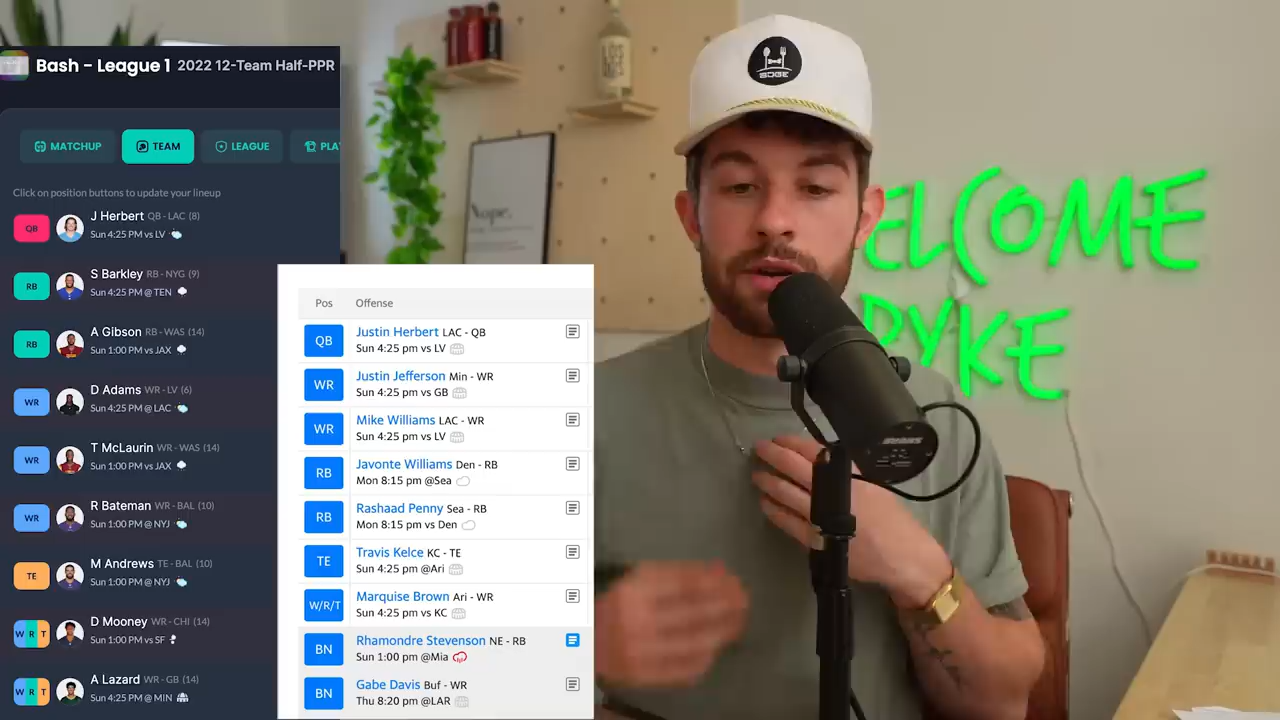 Bash - League 1 2022 12-Team Half-PPR
MATCHUP
TEAM
LEAGUE
Click on position buttons to update your lineup
QB
J Herbert QB - LAC (8)
Sun 4:25 PM vs LV
RB
S Barkley RB - NYG (9)
Sun 4:25 PM @ TEN
RB
A Gibson RB - WAS (14)
Sun 1:00 PM vs JAX
WR
D Adams WR - LV (6)
Sun 4:25 PM @ LAC
WR
T McLaurin WR - WAS (14)
Sun 1:00 PM vs JAX
WR
R Bateman WR - BAL (10)
Sun 1:00 PM @ NYJ
TE
M Andrews TE - BAL (10)
Sun 1:00 PM @ NYJ
W R T
D Mooney WR - CHI (14)
Sun 1:00 PM vs SF
W R T
A Lazard WR - GB (14)
Sun 4:25 PM @ MIN
Pos Offense
QB
Justin Herbert LAC - QB
Sun 4:25 pm vs LV
WR
Justin Jefferson Min - WR
Sun 4:25 pm vs GB
WR
Mike Williams LAC - WR
Sun 4:25 pm vs LV
RB
Javonte Williams Den - RB
Mon 8:15 pm @Sea
RB
Rashaad Penny Sea - RB
Mon 8:15 pm vs Den
TE
Travis Kelce KC - TE
Sun 4:25 pm @Ari
W/R/T
Marquise Brown Ari - WR
Sun 4:25 pm vs KC
BN
Rhamondre Stevenson NE - RB
Sun 1:00 pm @Mia
BN
Gabe Davis Buf - WR
Thu 8:20 pm @LAR
EDGE
Nope.
ELCOME
RYKE
SHURE